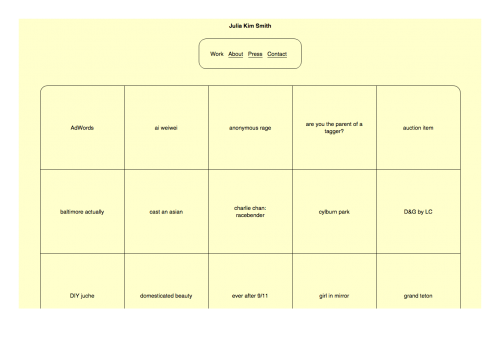 Julia Kim Smith
Work About Press Contact
AdWords
ai weiwei
anonymous rage
are you the parent of a
tagger?
auction item
baltimore actually
cast an asian
charlie chan:
racebender
cylburn park
D&G by LC
DIY juche
domesticated beauty
ever after 9/11
girl in mirror
grand teton